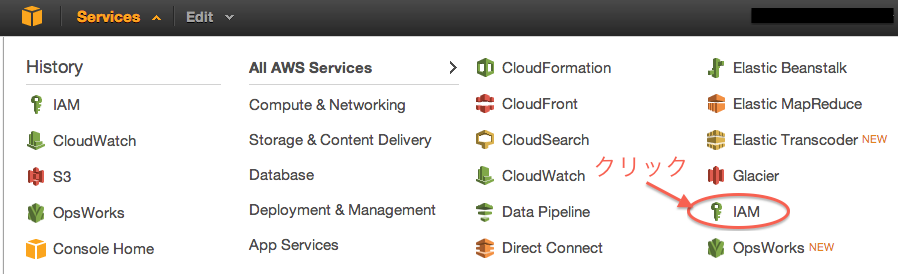 Services Edit
History
IAM
CloudWatch
S3
OpsWorks
Console Home
All AWS Services
Compute & Networking
Storage & Content Delivery
Database
Deployment & Management
App Services
CloudFormation
CloudFront
CloudSearch
CloudWatch
Data Pipeline
Direct Connect
クリック
Elastic Beanstalk
Elastic MapReduce
Elastic Transcoder NEW
Glacier
IAM
OpsWorks NEW